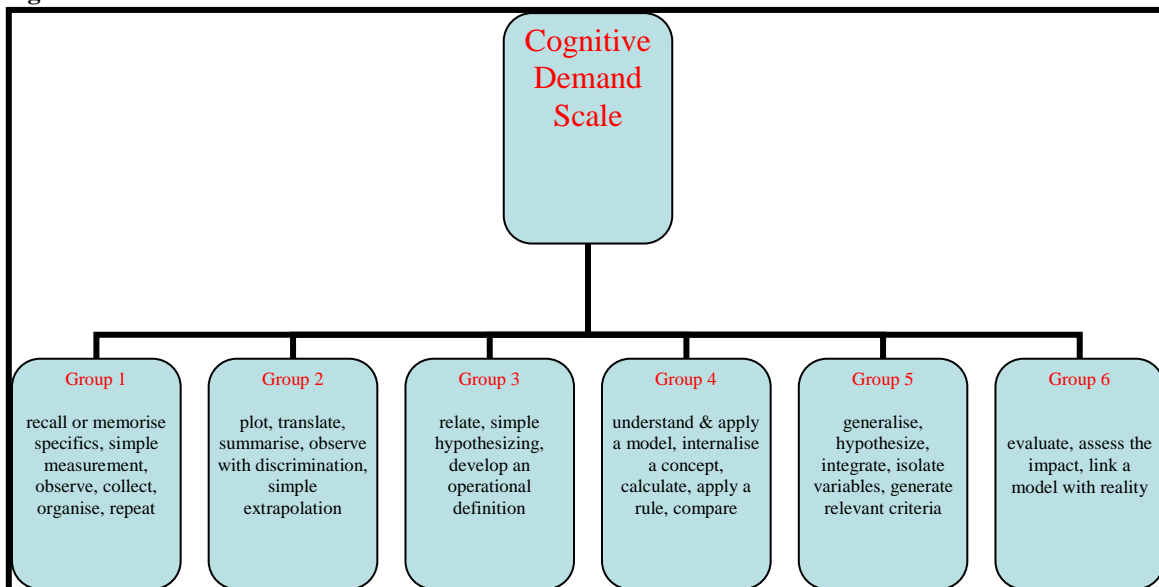 Cognitive
Demand
Scale
Group 1
recall or memorise
specifics, simple
measurement,
observe, collect,
organise, repeat
Group 2
plot, translate,
summarise, observe
with discrimination,
simple
extrapolation
Group 3
relate, simple
hypothesizing,
develop an
operational
definition
Group 4
understand & apply
a model, internalise
a concept,
calculate, apply a
rule, compare
Group 5
generalise,
hypothesize,
integrate, isolate
variables, generate
relevant criteria
Group 6
evaluate, assess the
impact, link a
model with reality